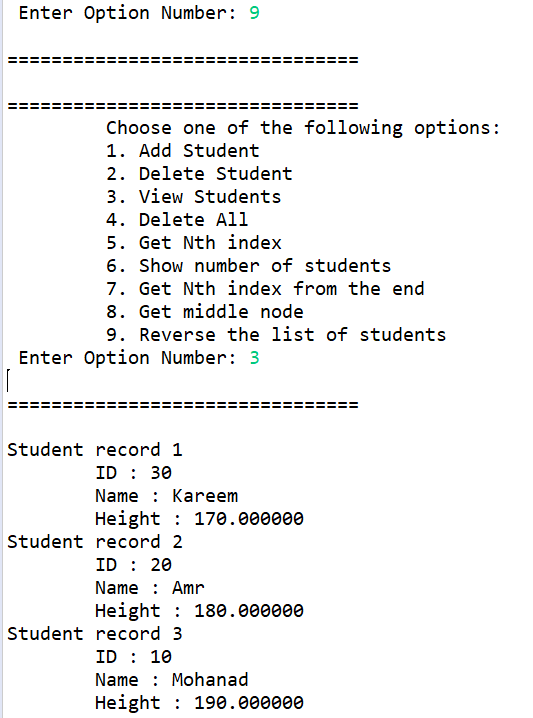 Enter Option Number: 9
================================
================================
Choose one of the following options:
1. Add Student
2. Delete Student
3. View Students
4. Delete All
5. Get Nth index
6. Show number of students
7. Get Nth index from the end
8. Get middle node
9. Reverse the list of students
Enter Option Number: 3
================================
Student record 1
ID : 30
Name : Kareem
Height : 170.000000
Student record 2
ID : 20
Name : Amr
Height : 180.000000
Student record 3
ID : 10
Name : Mohanad
Height : 190.000000